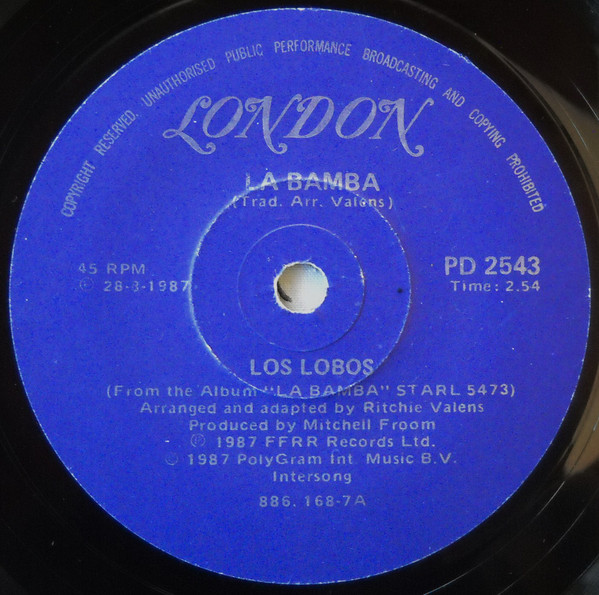 COPYRIGHT RESERVED. UNAUTHORISED PUBLIC PERFORMANCE BROADCASTING AND COPYING PROHIBITED
LONDON
LA BAMBA
(Trad. Arr. Valens)
45 RPM
℗ 28-8-1987
PD 2543
Time: 2.54
LOS LOBOS
(From the Album "LA BAMBA" STARL 5473)
Arranged and adapted by Ritchie Valens
Produced by Mitchell Froom
℗ 1987 FFRR Records Ltd.
© 1987 PolyGram Int. Music B.V.
Intersong
886. 168-7A